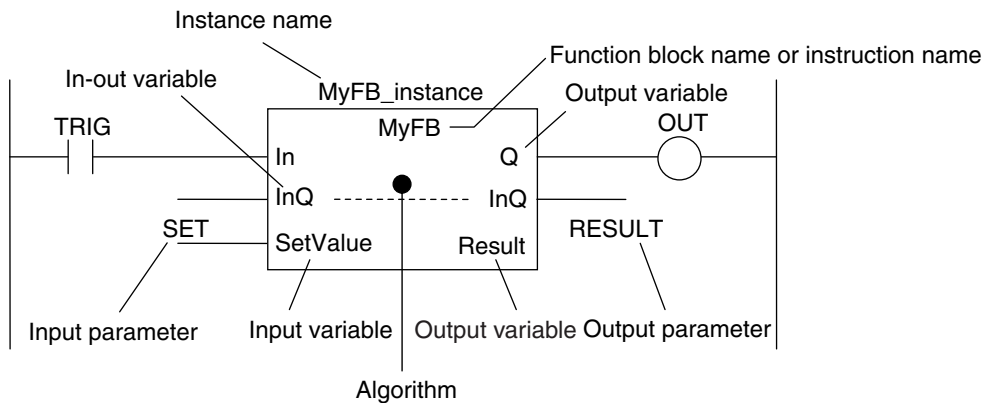 Instance name
Function block name or instruction name
In-out variable
MyFB_instance
Output variable
TRIG
MyFB
OUT
In
Q
InQ
InQ
SET
SetValue
Result
RESULT
Input parameter
Input variable
Output variable
Output parameter
Algorithm